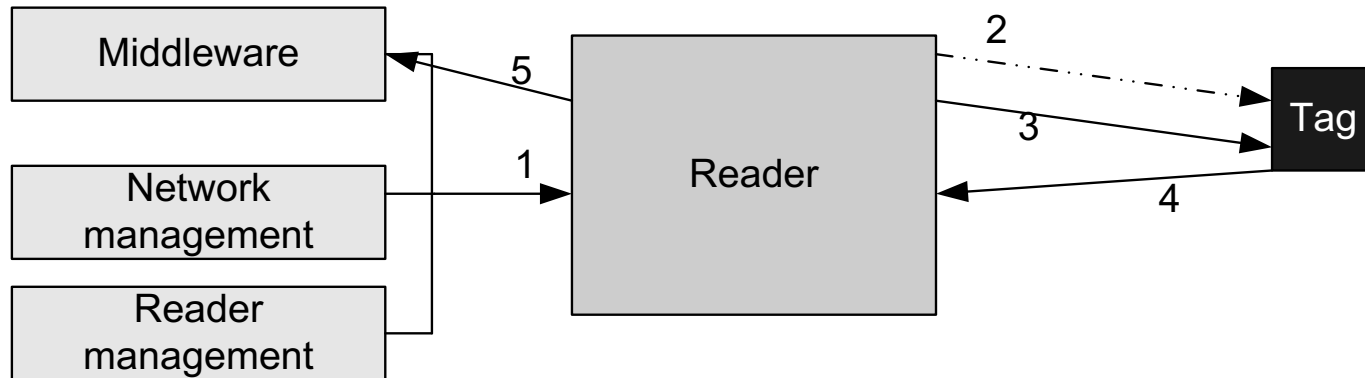 Middleware
5
2
Tag
3
Reader
1
Network
management
4
Reader
management